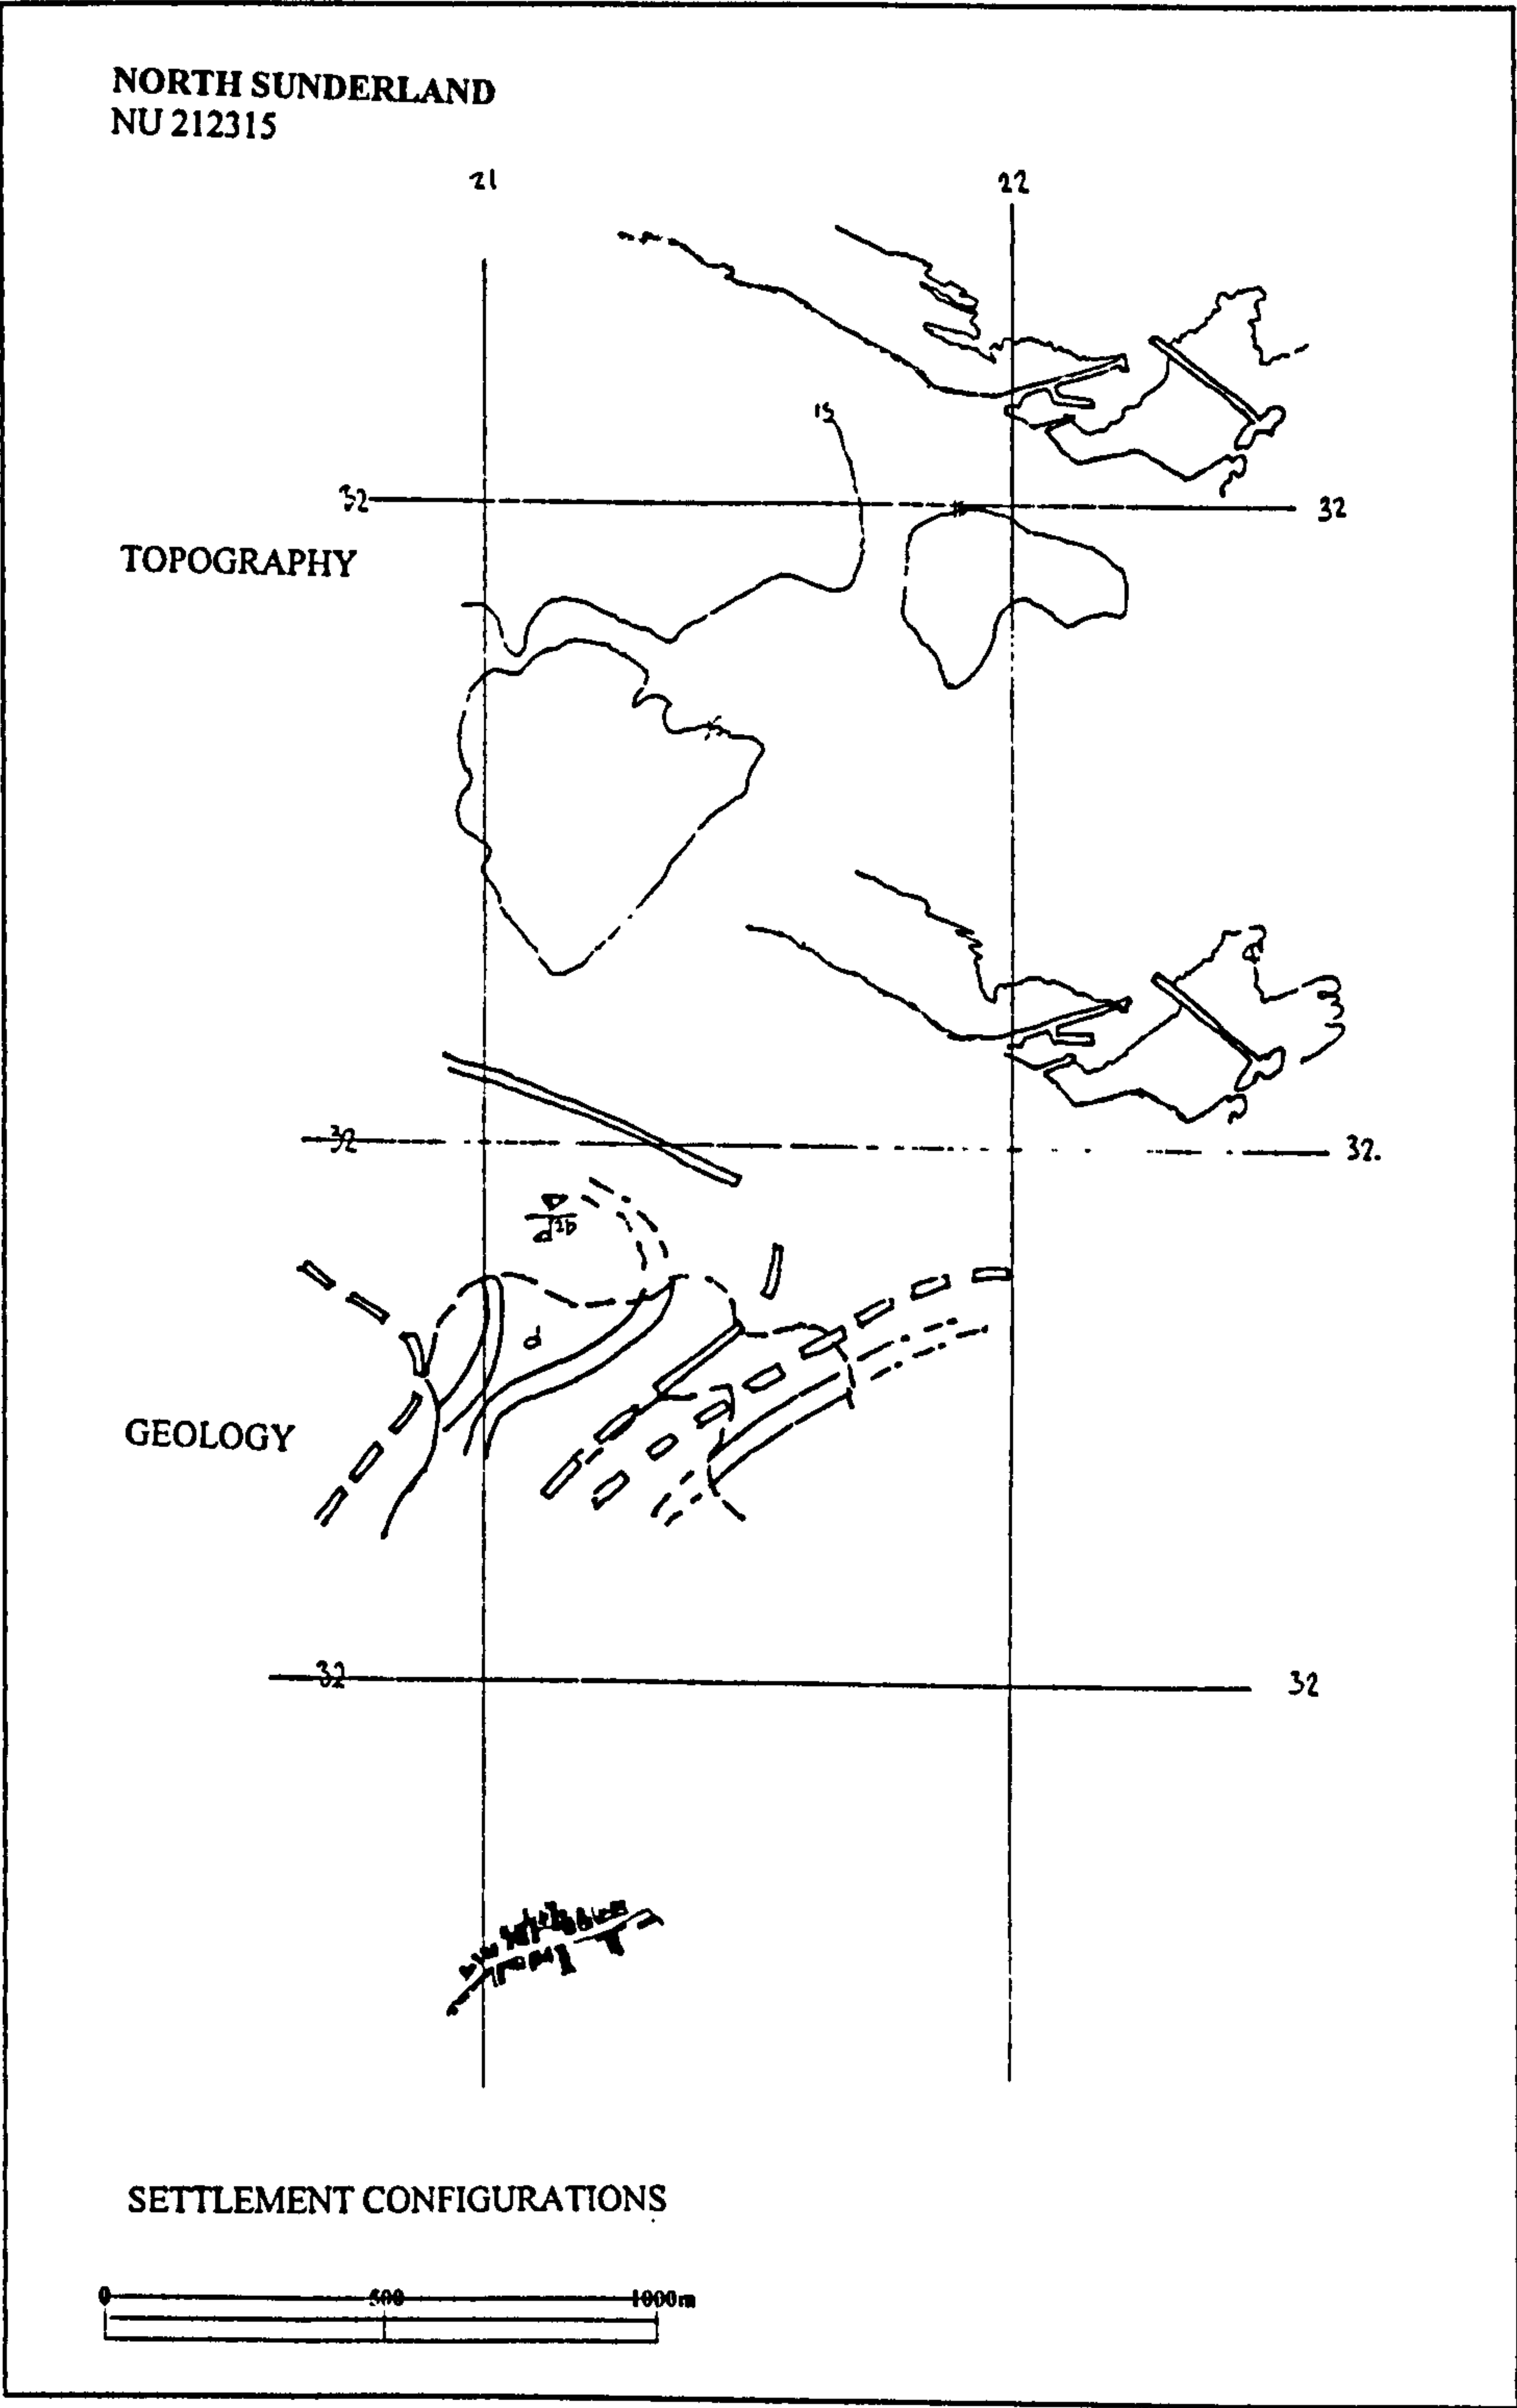 NORTH SUNDERLAND
NU 212315
21
22
15
32
32
TOPOGRAPHY
32
32.
d
GEOLOGY
32
32
SETTLEMENT CONFIGURATIONS
0 500 1000m